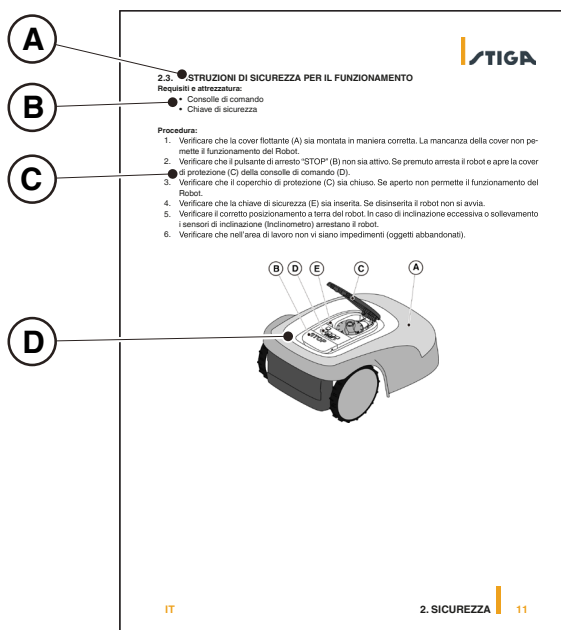 A
STIGA
2.3. ISTRUZIONI DI SICUREZZA PER IL FUNZIONAMENTO
Requisiti e attrezzatura:
B
• Consolle di comando
• Chiave di sicurezza
Procedura:
1. Verificare che la cover flottante (A) sia montata in maniera corretta. La mancanza della cover non pe-
mette il funzionamento del Robot.
2. Verificare che il pulsante di arresto "STOP" (B) non sia attivo. Se premuto arresta il robot e apre la cover
C
di protezione (C) della consolle di comando (D).
3. Verificare che il coperchio di protezione (C) sia chiuso. Se aperto non permette il funzionamento del
Robot.
4. Verificare che la chiave di sicurezza (E) sia inserita. Se disinserita il robot non si avvia.
5. Verificare il corretto posizionamento a terra del robot. In caso di inclinazione eccessiva o sollevamento
i sensori di inclinazione (Inclinometro) arrestano il robot.
6. Verificare che nell'area di lavoro non vi siano impedimenti (oggetti abbandonati).
B D E C A
D
STOP
IT 2. SICUREZZA 11